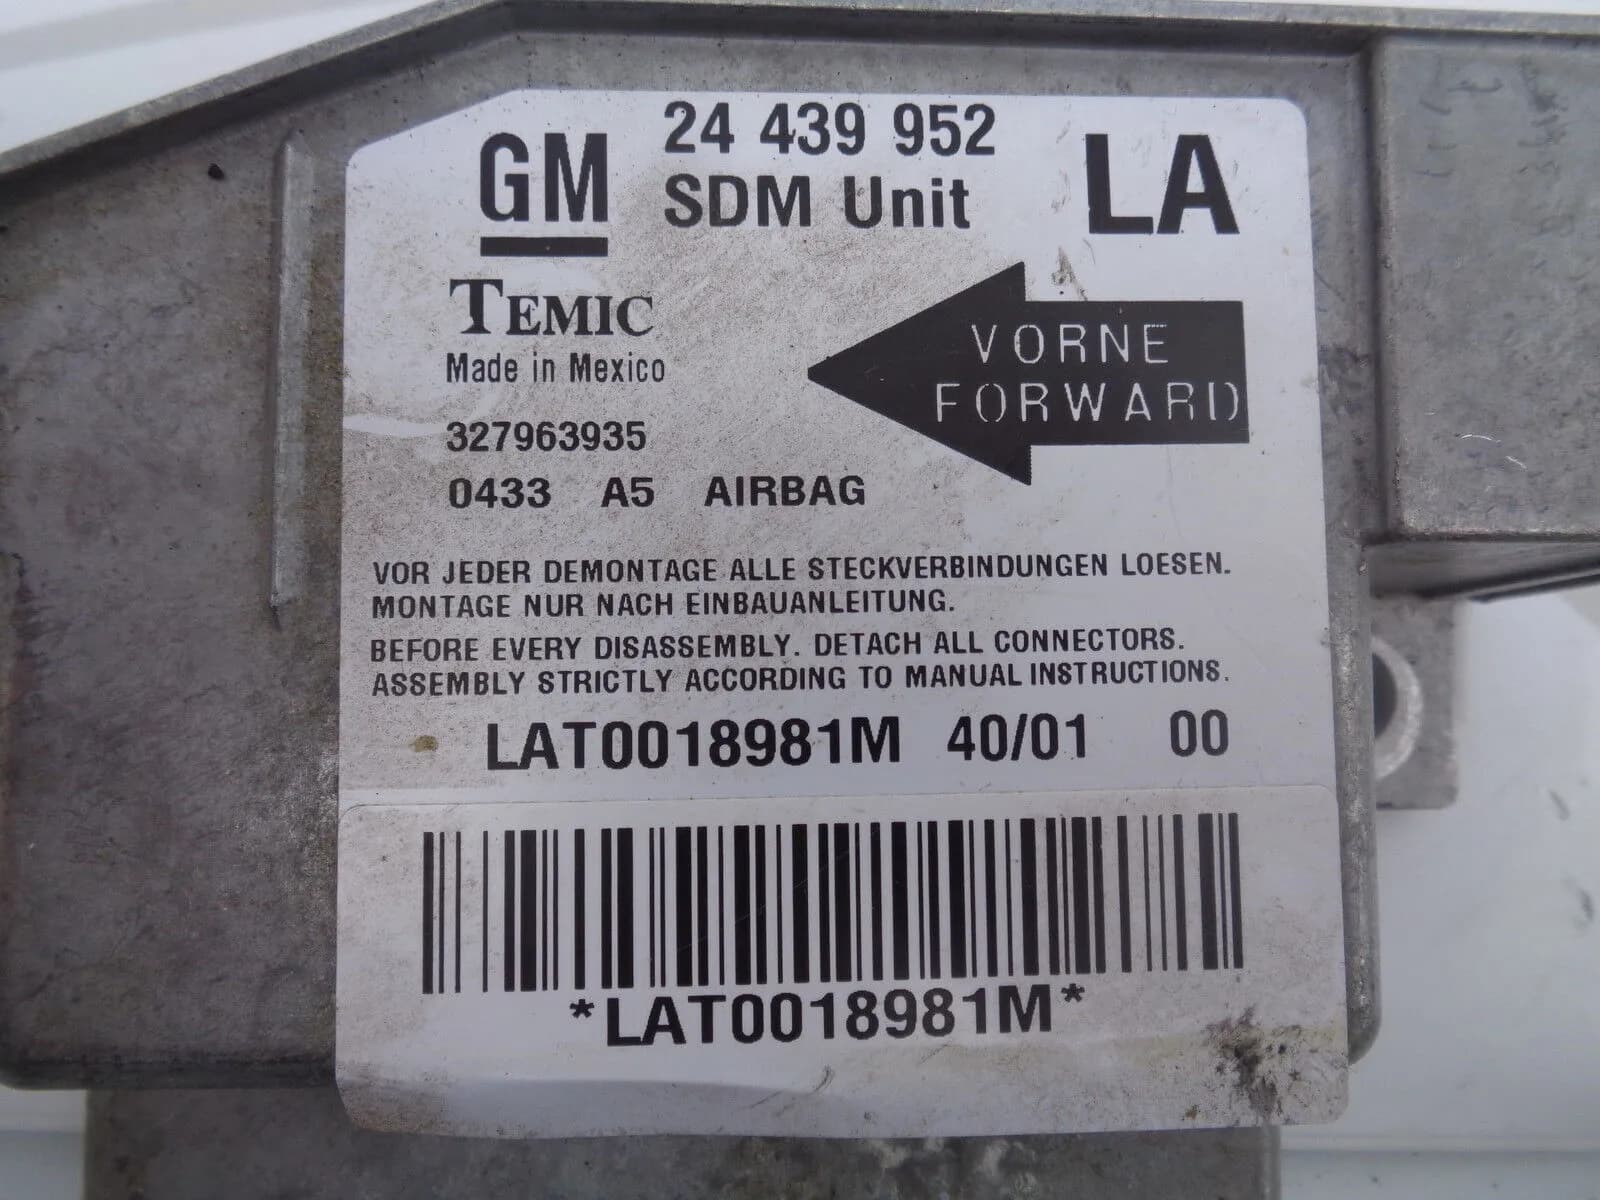 GM
24 439 952
SDM Unit
LA
TEMIC
Made in Mexico
VORNE
FORWARD
327963935
0433 A5 AIRBAG
VOR JEDER DEMONTAGE ALLE STECKVERBINDUNGEN LOESEN.
MONTAGE NUR NACH EINBAUANLEITUNG.
BEFORE EVERY DISASSEMBLY. DETACH ALL CONNECTORS.
ASSEMBLY STRICTLY ACCORDING TO MANUAL INSTRUCTIONS.
LAT0018981M 40/01 00
*LAT0018981M*